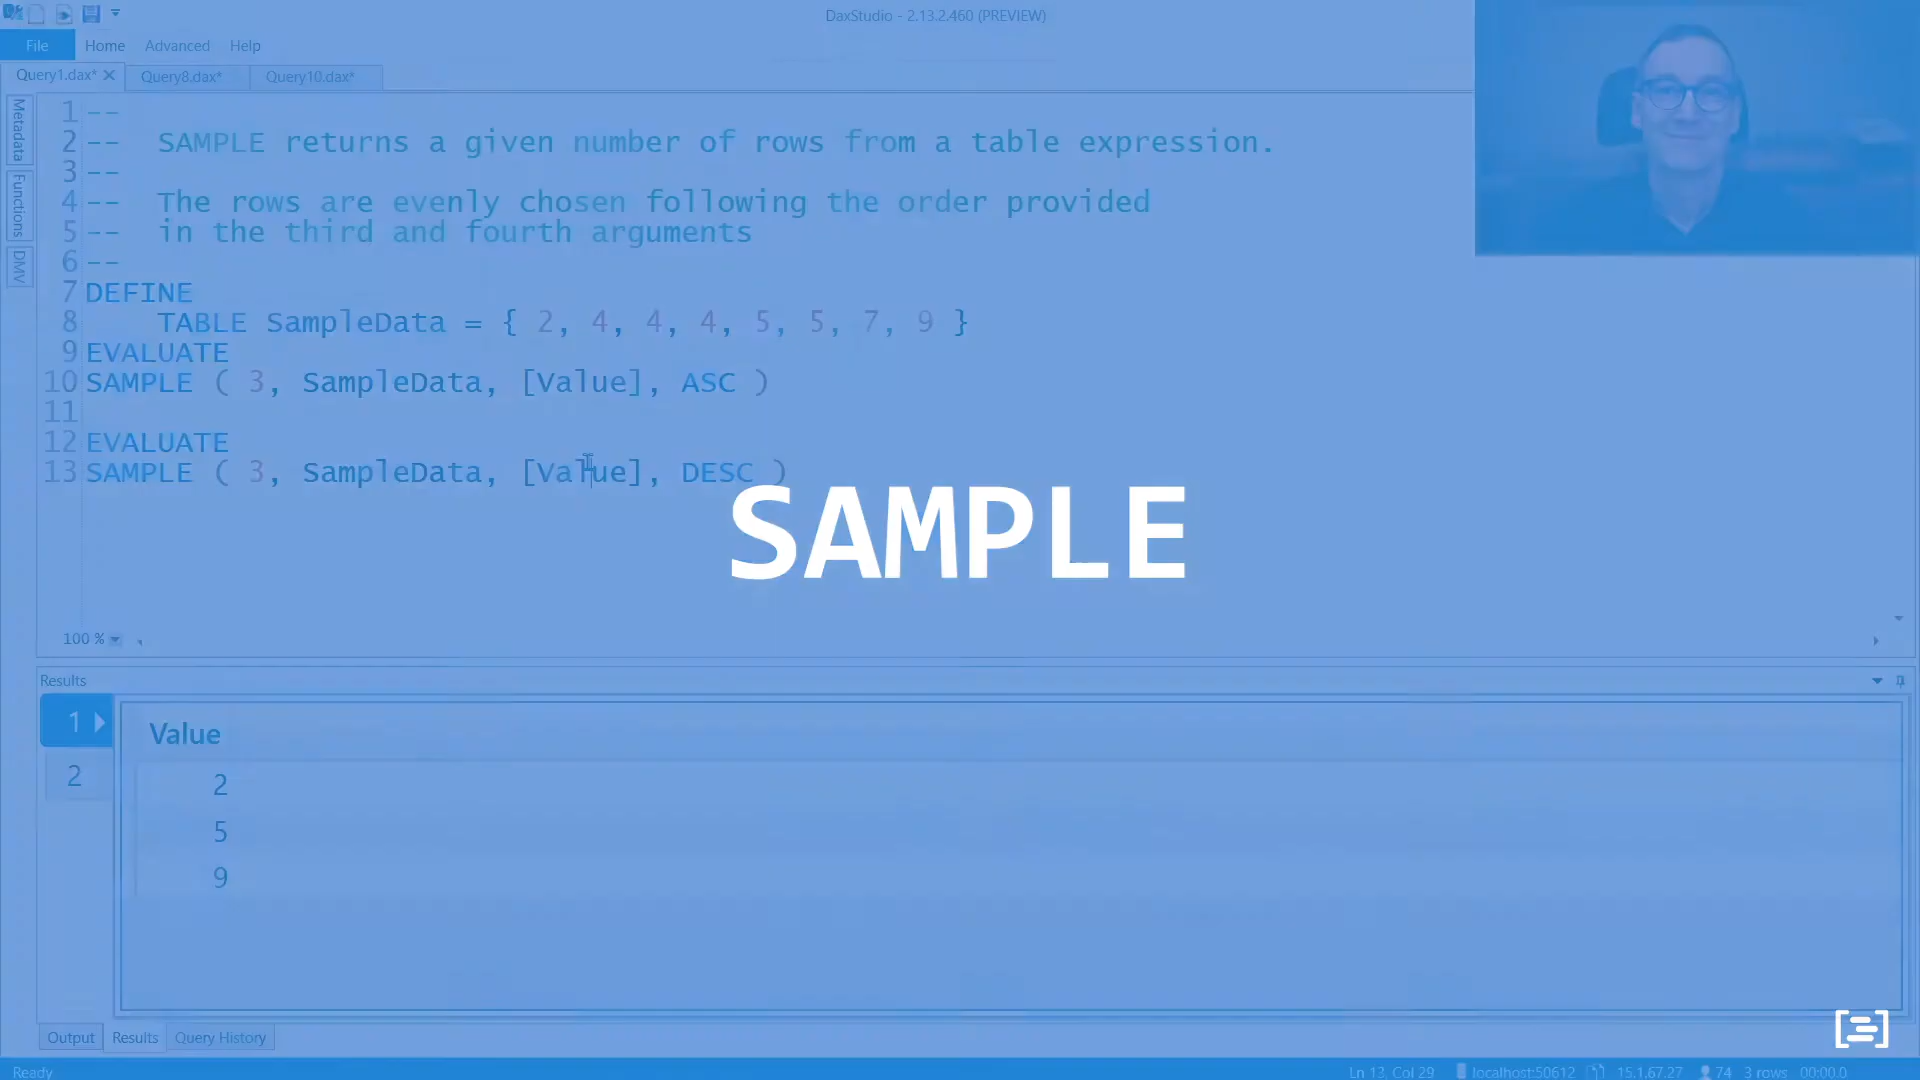 DaxStudio - 2.13.2.460 (PREVIEW)
File Home Advanced Help
Query1.dax* Query8.dax* Query10.dax*
Metadata
Functions
DMV
1 --
2 -- SAMPLE returns a given number of rows from a table expression.
3 --
4 -- The rows are evenly chosen following the order provided
5 -- in the third and fourth arguments
6 --
7 DEFINE
8 TABLE SampleData = { 2, 4, 4, 4, 5, 5, 7, 9 }
9 EVALUATE
10 SAMPLE ( 3, SampleData, [Value], ASC )
11
12 EVALUATE
13 SAMPLE ( 3, SampleData, [Value], DESC )
SAMPLE
100 %
Results
1
2
Value
2
5
9
Output Results Query History
Ready Ln 13, Col 29 localhost:50612 15.1.67.27 74 3 rows 00:00.0